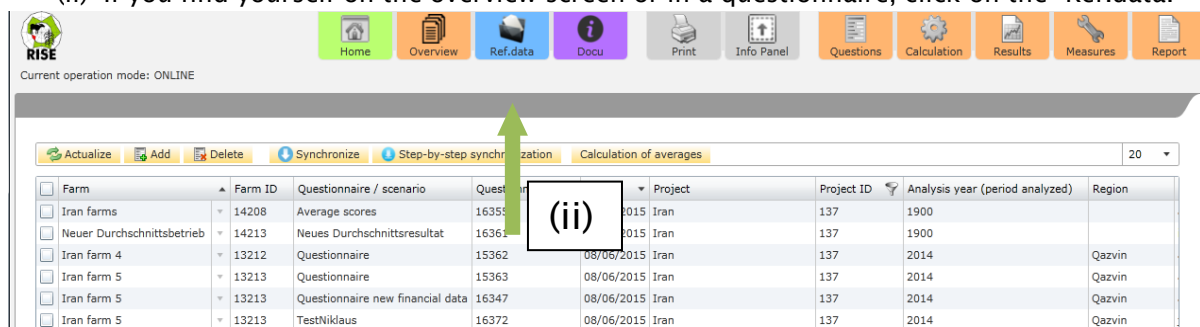 (ii) If you find yourself on the overview screen or in a questionnaire, click on the "Ref.data.
RISE Home Overview Ref.data Docu Print Info Panel Questions Calculation Results Measures Report
Current operation mode: ONLINE
Actualize Add Delete Synchronize Step-by-step synchronization Calculation of averages 20
Farm Farm ID Questionnaire / scenario Project Project ID Analysis year (period analyzed) Region
Iran farms 14208 Average scores 16355 2015 Iran 137 1900
(ii)
Neuer Durchschnittsbetrieb 14213 Neues Durchschnittsresultat 16361 2015 Iran 137 1900
Iran farm 4 13212 Questionnaire 15362 08/06/2015 Iran 137 2014 Qazvin
Iran farm 5 13213 Questionnaire 15363 08/06/2015 Iran 137 2014 Qazvin
Iran farm 5 13213 Questionnaire new financial data 16347 08/06/2015 Iran 137 2014 Qazvin
Iran farm 5 13213 TestNiklaus 16372 08/06/2015 Iran 137 2014 Qazvin